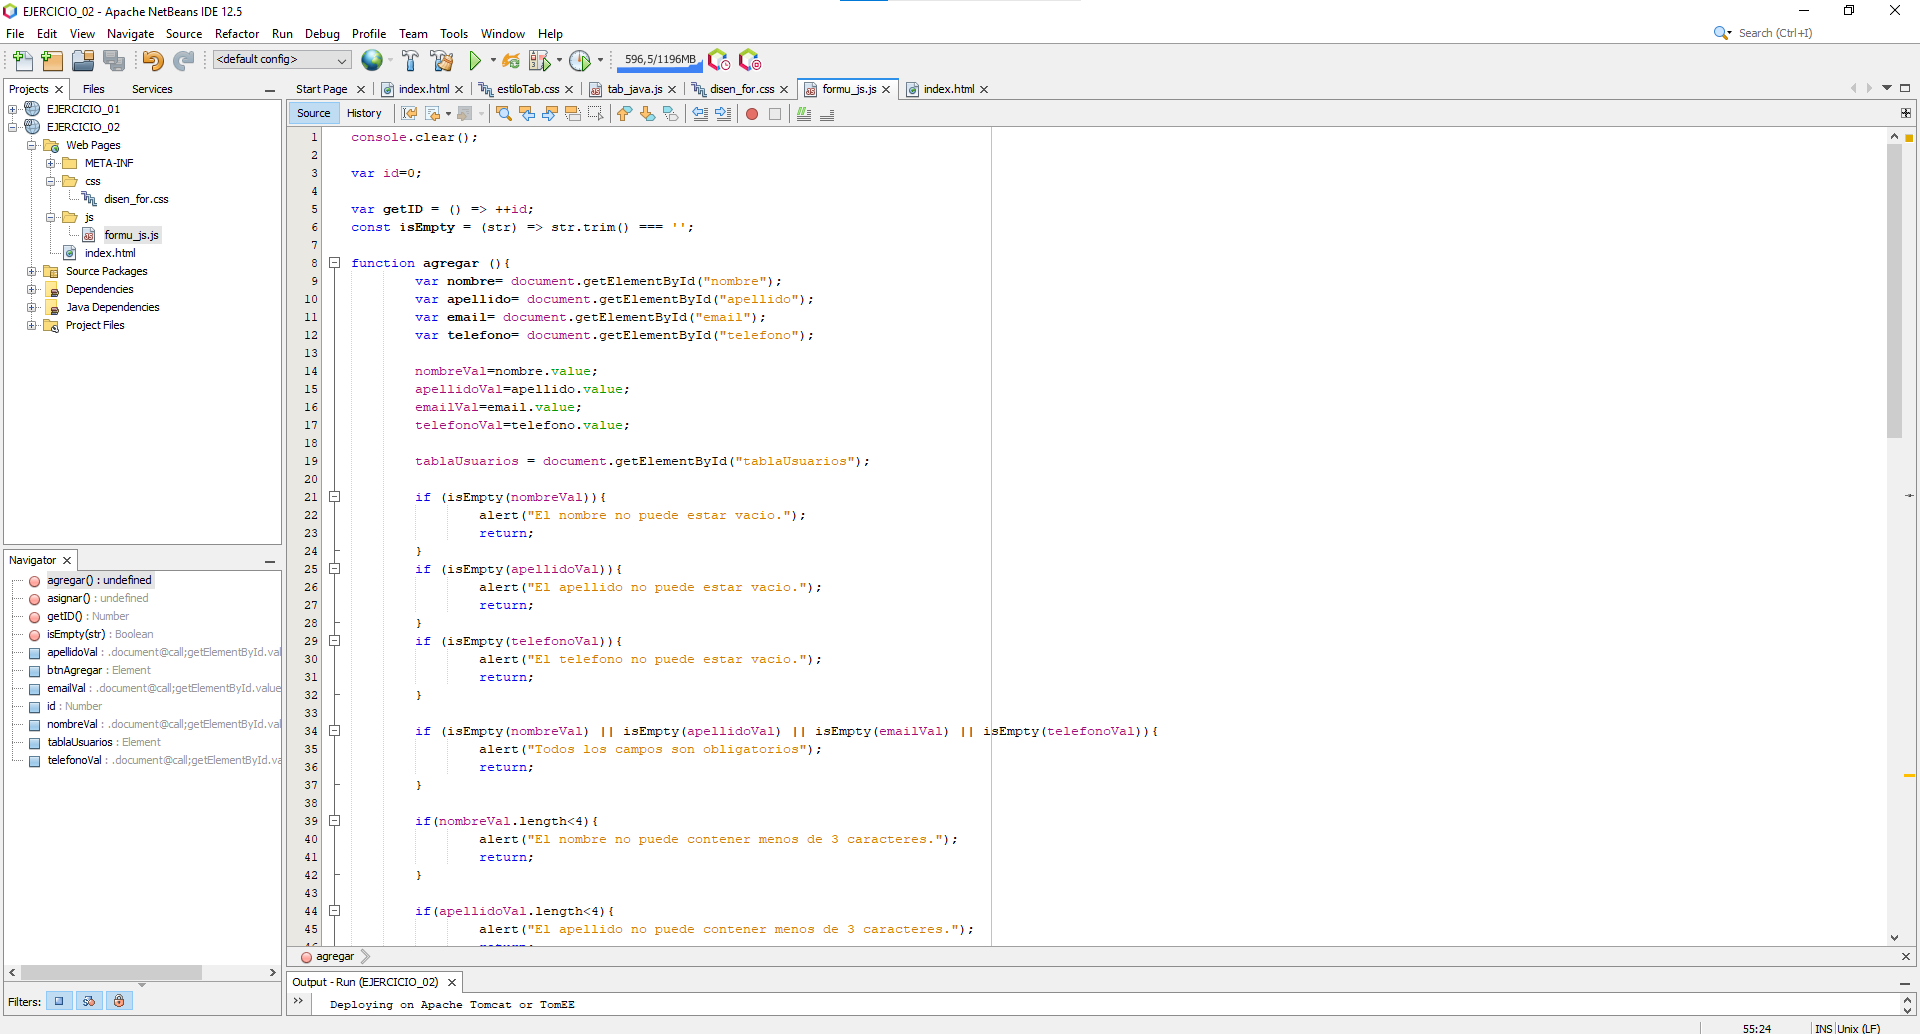 EJERCICIO_02 - Apache NetBeans IDE 12.5
File Edit View Navigate Source Refactor Run Debug Profile Team Tools Window Help
Search (Ctrl+I)
<default config>
596,5/1196MB
Projects Files Services
EJERCICIO_01
EJERCICIO_02
Web Pages
META-INF
css
disen_for.css
js
formu_js.js
index.html
Source Packages
Dependencies
Java Dependencies
Project Files
Navigator
agregar() : undefined
asignar() : undefined
getID() : Number
isEmpty(str) : Boolean
apellidoVal : .document@call;getElementById.val
btnAgregar : Element
emailVal : .document@call;getElementById.value
id : Number
nombreVal : .document@call;getElementById.val
tablaUsuarios : Element
telefonoVal : .document@call;getElementById.va
Filters:
Start Page index.html estiloTab.css tab_java.js disen_for.css formu_js.js index.html
Source History
1 console.clear();
2
3 var id=0;
4
5 var getID = () => ++id;
6 const isEmpty = (str) => str.trim() === '';
7
8 function agregar (){
9 var nombre= document.getElementById("nombre");
10 var apellido= document.getElementById("apellido");
11 var email= document.getElementById("email");
12 var telefono= document.getElementById("telefono");
13
14 nombreVal=nombre.value;
15 apellidoVal=apellido.value;
16 emailVal=email.value;
17 telefonoVal=telefono.value;
18
19 tablaUsuarios = document.getElementById("tablaUsuarios");
20
21 if (isEmpty(nombreVal)){
22 alert("El nombre no puede estar vacio.");
23 return;
24 }
25 if (isEmpty(apellidoVal)){
26 alert("El apellido no puede estar vacio.");
27 return;
28 }
29 if (isEmpty(telefonoVal)){
30 alert("El telefono no puede estar vacio.");
31 return;
32 }
33
34 if (isEmpty(nombreVal) || isEmpty(apellidoVal) || isEmpty(emailVal) || isEmpty(telefonoVal)){
35 alert("Todos los campos son obligatorios");
36 return;
37 }
38
39 if(nombreVal.length<4){
40 alert("El nombre no puede contener menos de 3 caracteres.");
41 return;
42 }
43
44 if(apellidoVal.length<4){
45 alert("El apellido no puede contener menos de 3 caracteres.");
agregar
Output - Run (EJERCICIO_02)
Deploying on Apache Tomcat or TomEE
55:24 INS Unix (LF)